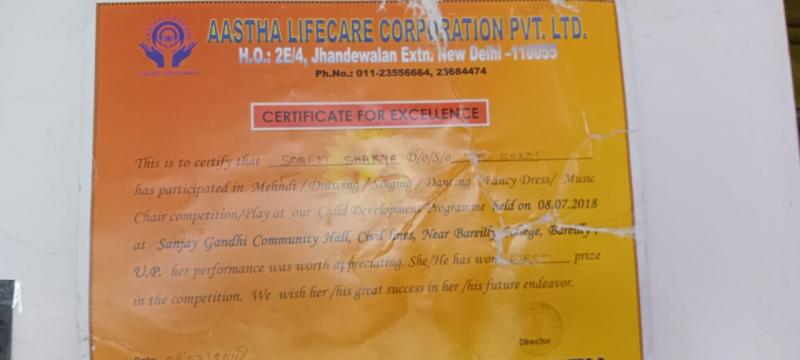 AASTHA LIFECARE CORPORATION PVT. LTD.
H.O.: 2E/4, Jhandewalan Extn. New Delhi -110055
Ph.No.: 011-23556664, 23684474
CERTIFICATE FOR EXCELLENCE
This is to certify that SHAKYA D/o/S/o
has participated in Mehndi / Drawing / Singing / Dancing / Fancy Dress/ Music
Chair competition/Play at our Child Development Programme held on 08.07.2018
at Sanjay Gandhi Community Hall, Civil lines, Near Bareilly College, Bareilly,
U.P. her performance was worth appreciating. She/He has won FIRST prize
in the competition. We wish her /his great success in her /his future endeavor.
Director